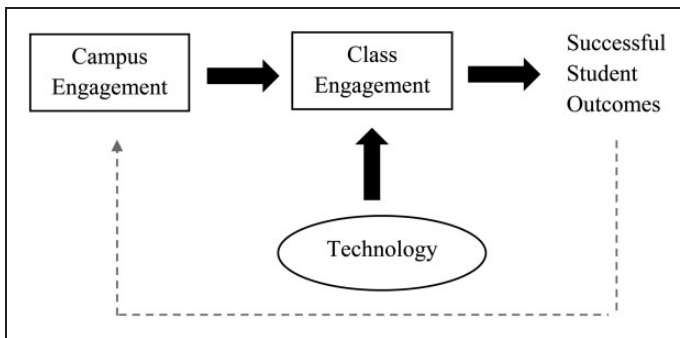 Campus
Engagement
Class
Engagement
Successful
Student
Outcomes
Technology